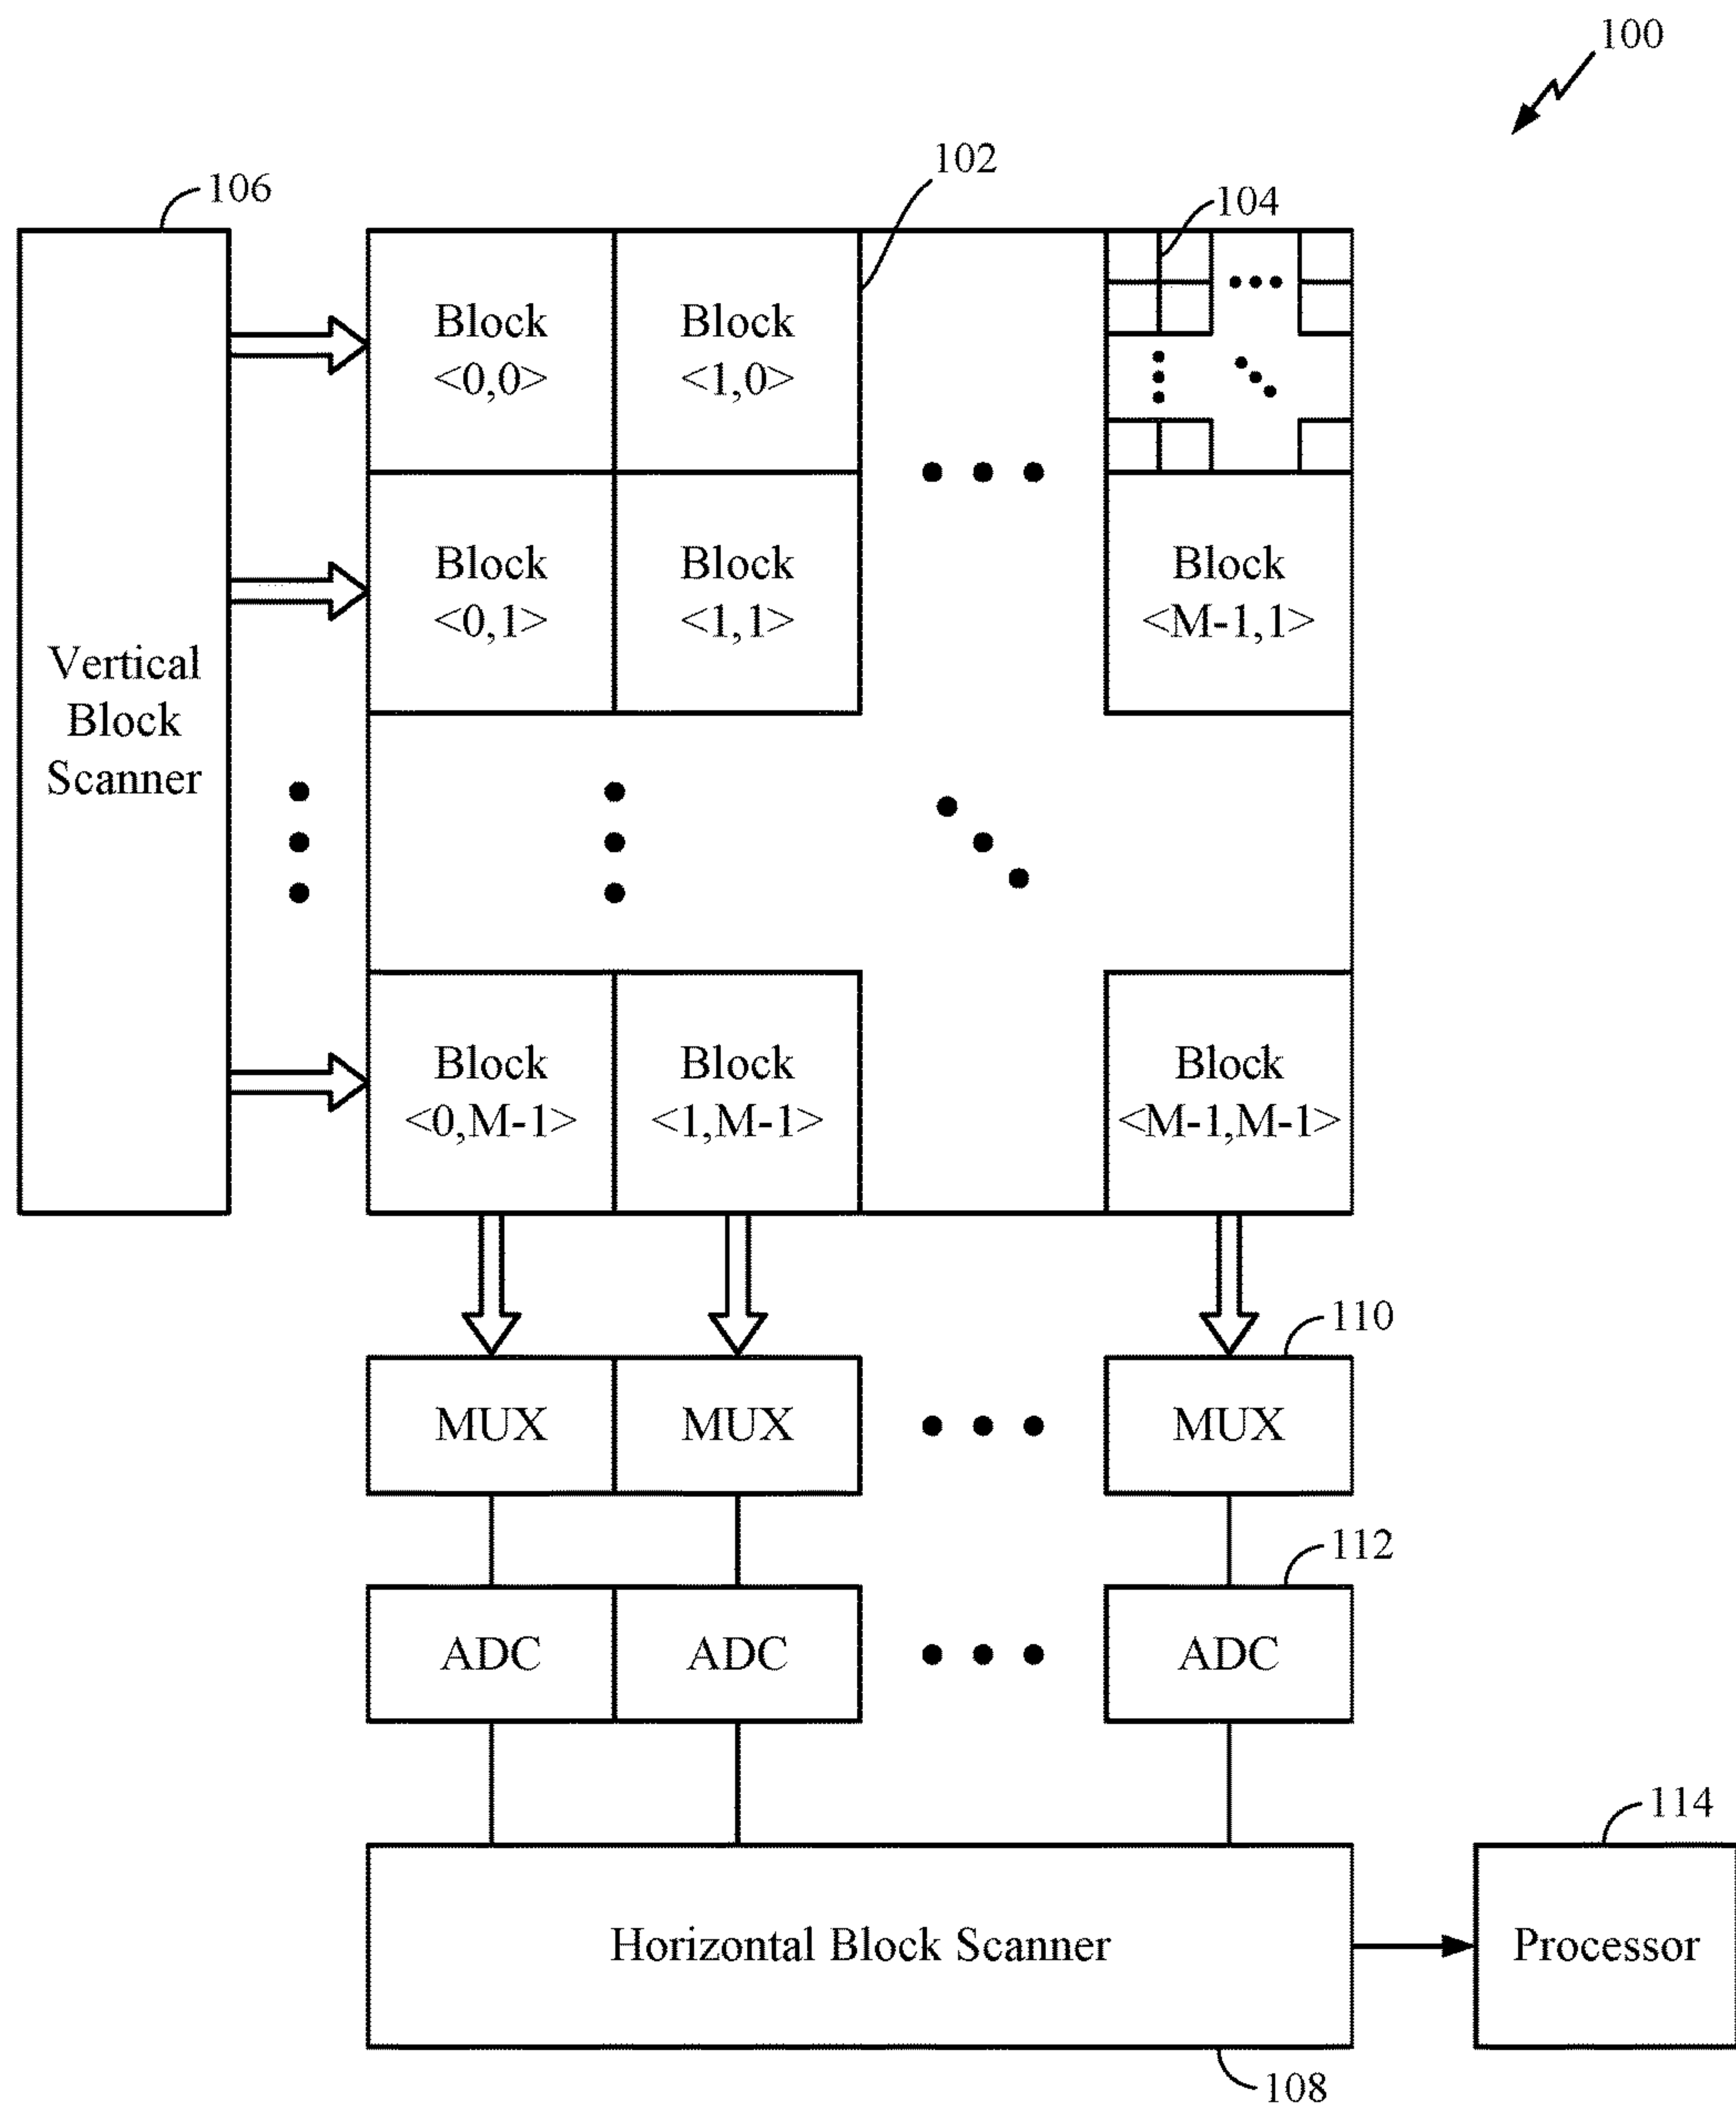 100
102
106
104
Block
<0,0>
Block
<1,0>
Block
<0,1>
Block
<1,1>
Block
<M-1,1>
Vertical
Block
Scanner
Block
<0,M-1>
Block
<1,M-1>
Block
<M-1,M-1>
110
MUX
MUX
MUX
112
ADC
ADC
ADC
114
Horizontal Block Scanner
Processor
108